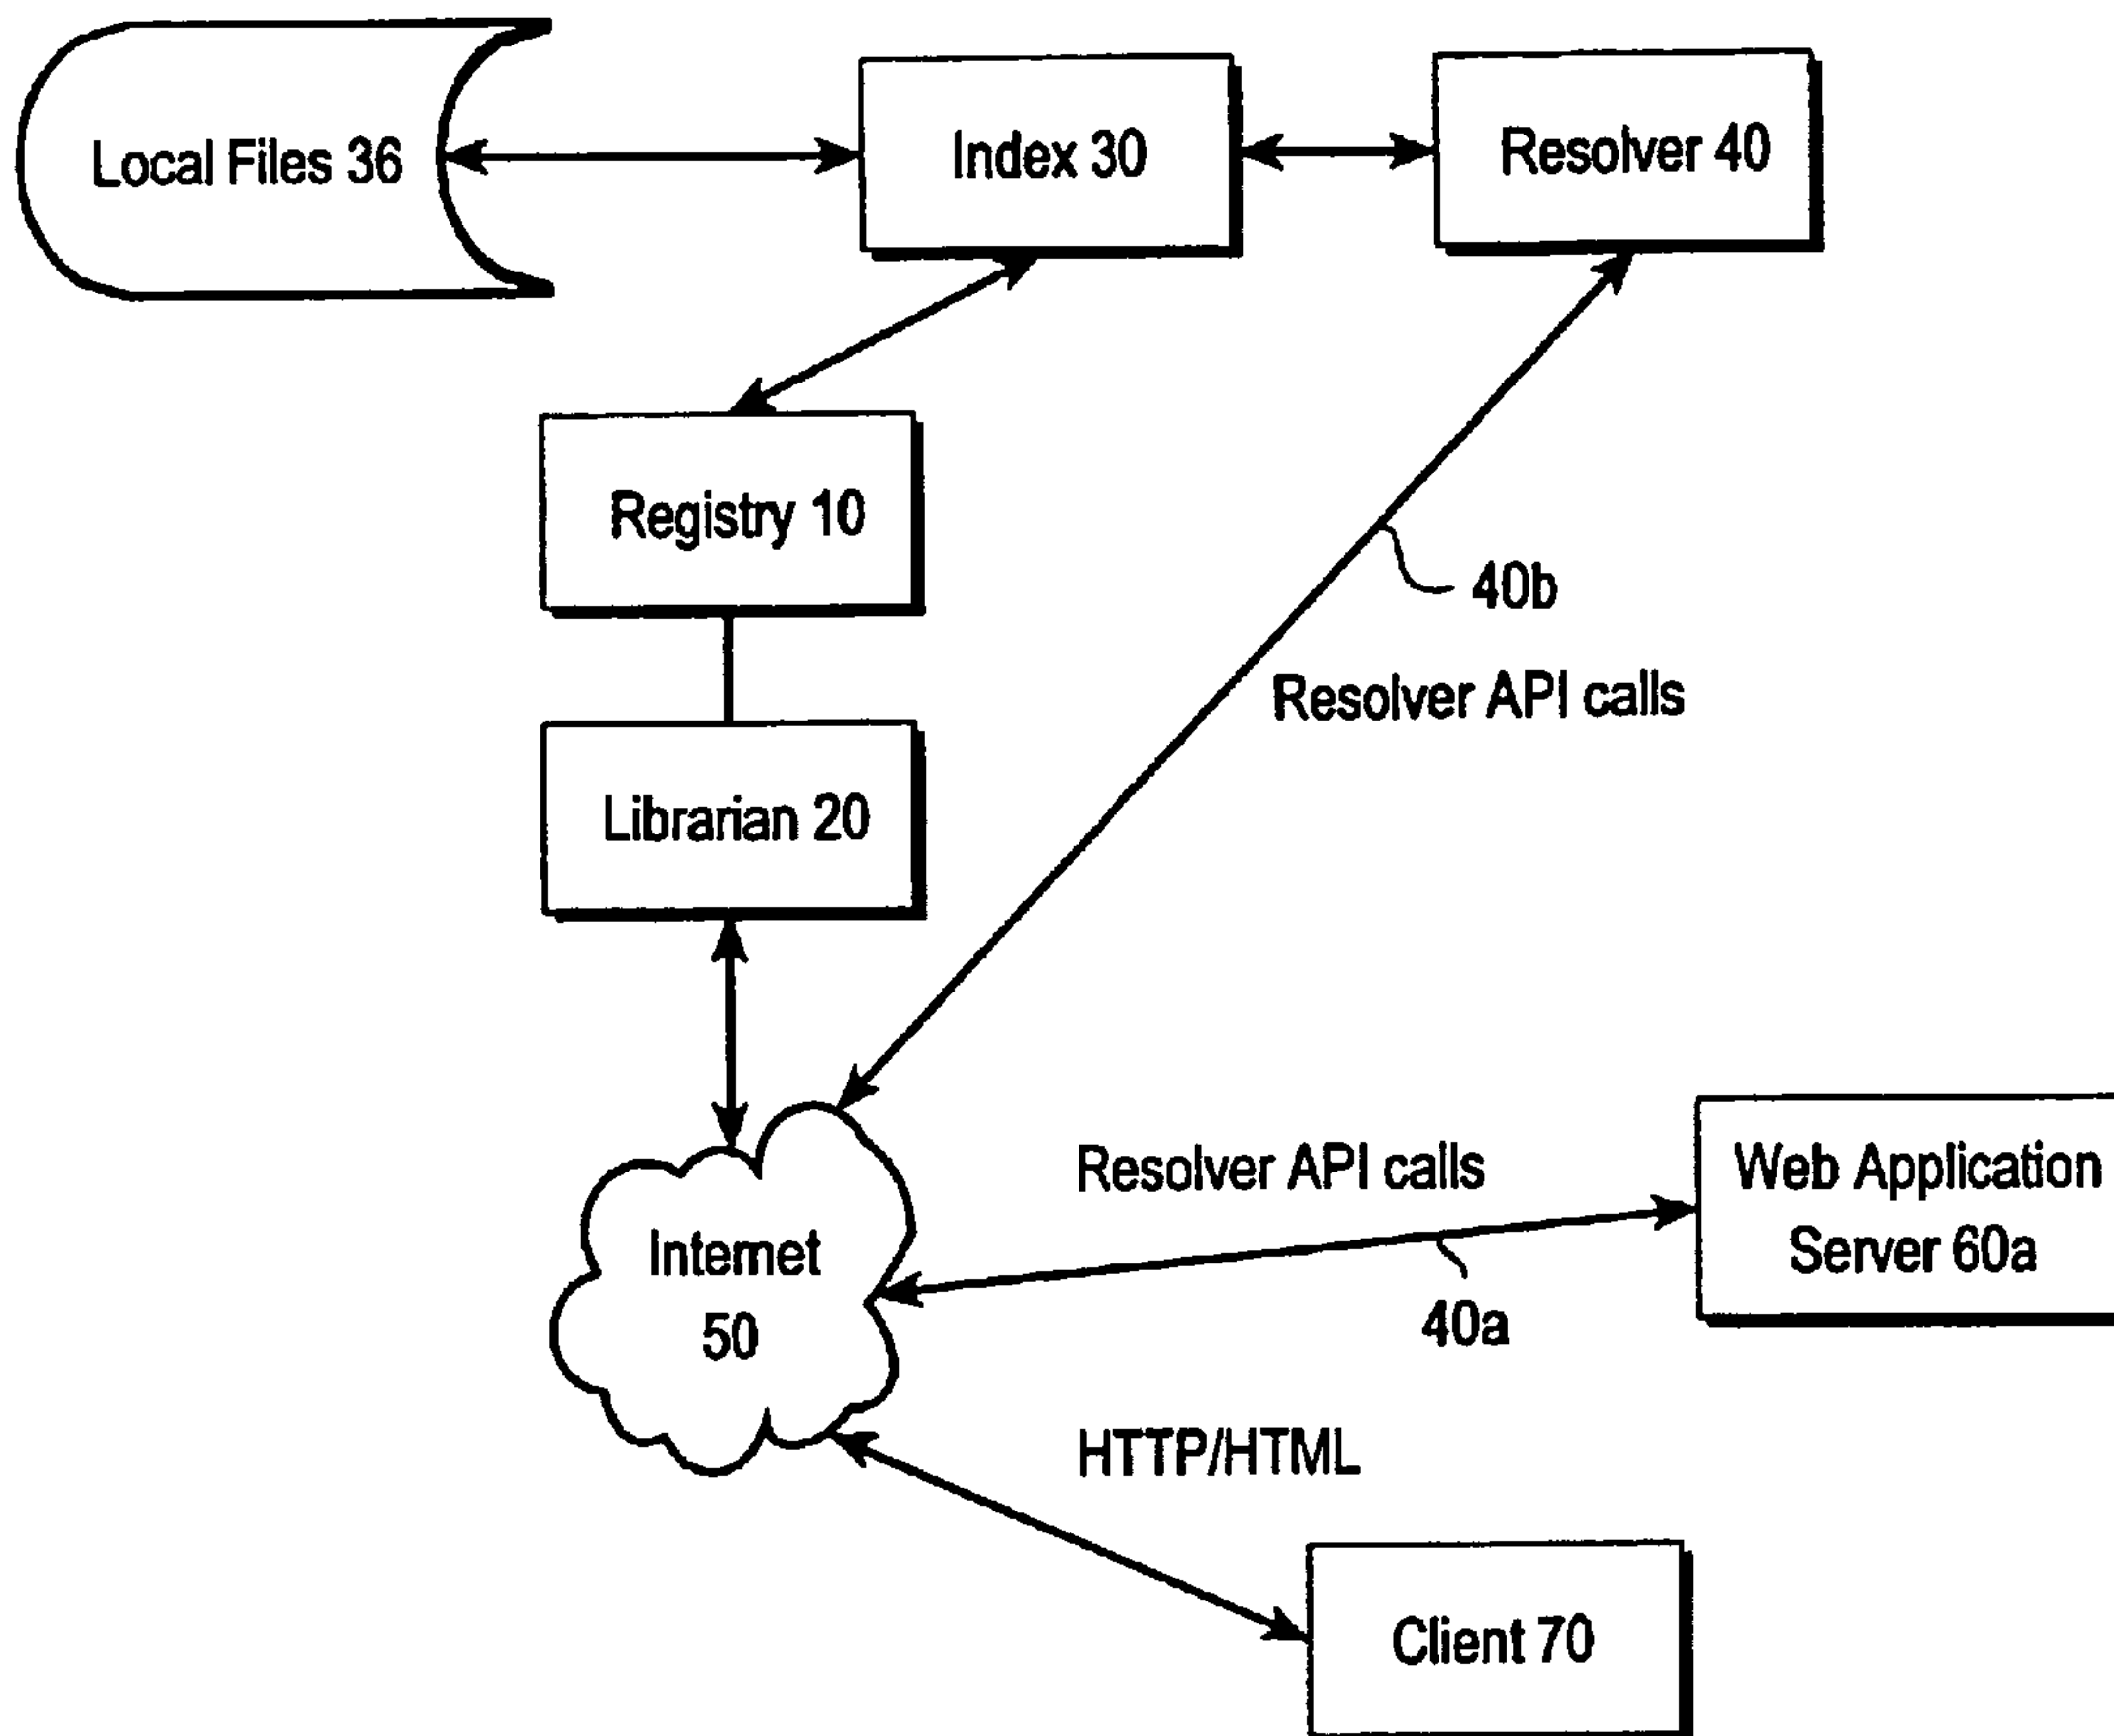 Local Files 36
Index 30
Resolver 40
Registry 10
40b
Resolver API calls
Librarian 20
Resolver API calls
Web Application
Server 60a
Internet
50
40a
HTTP/HTML
Client 70